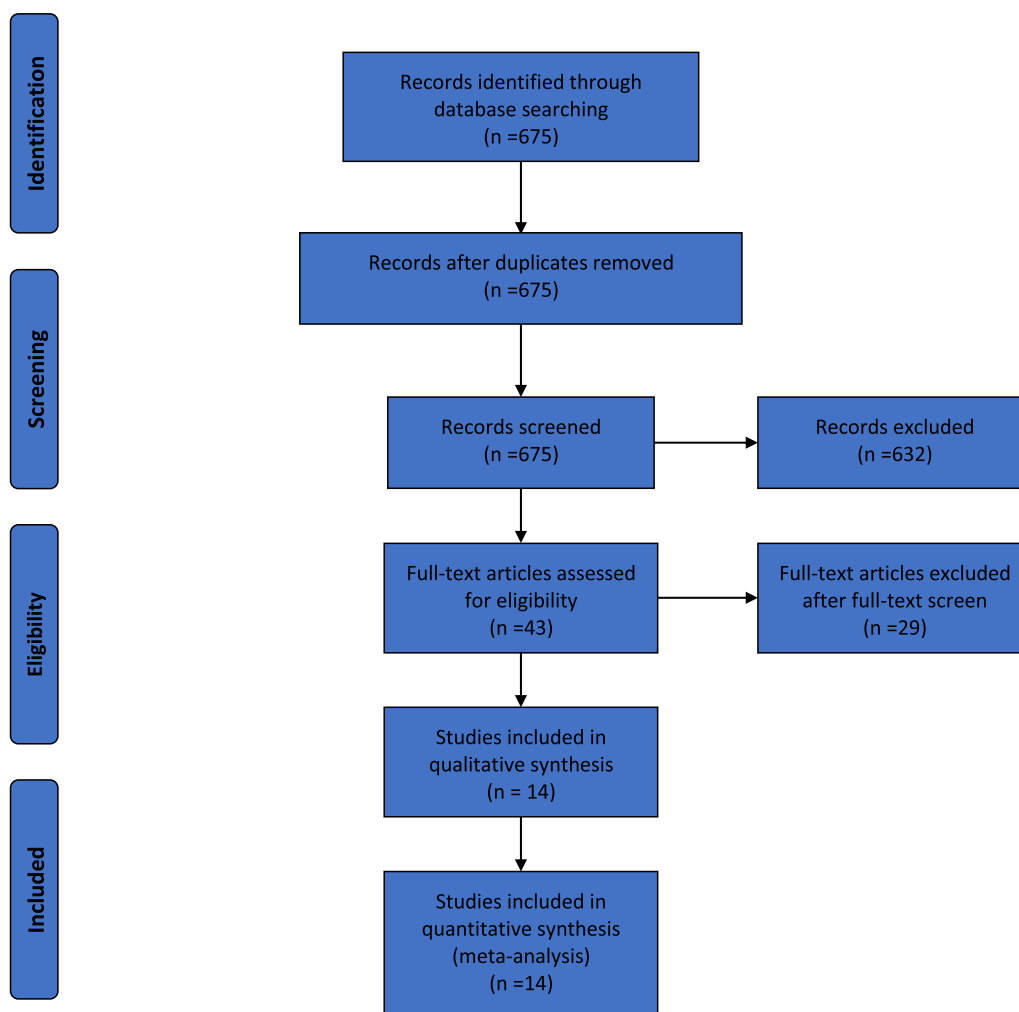 Identification
Records identified through
database searching
(n =675)
Records after duplicates removed
(n =675)
Screening
Records screened
(n =675)
Records excluded
(n =632)
Eligibility
Full-text articles assessed
for eligibility
(n =43)
Full-text articles excluded
after full-text screen
(n =29)
Studies included in
qualitative synthesis
(n = 14)
Included
Studies included in
quantitative synthesis
(meta-analysis)
(n =14)